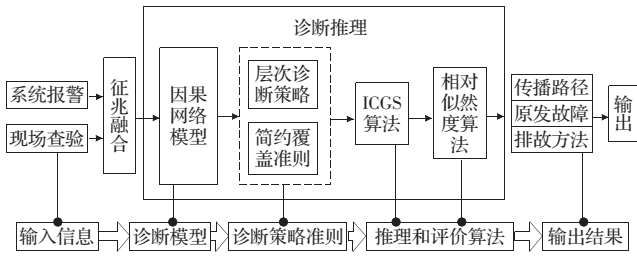 诊断推理
系统报警
现场查验
征兆融合
因果
网络
模型
层次诊
断策略
简约覆
盖准则
ICGS
算法
相对
似然
度算
法
传播路径
原发故障
排故方法
输出
输入信息
诊断模型
诊断策略准则
推理和评价算法
输出结果